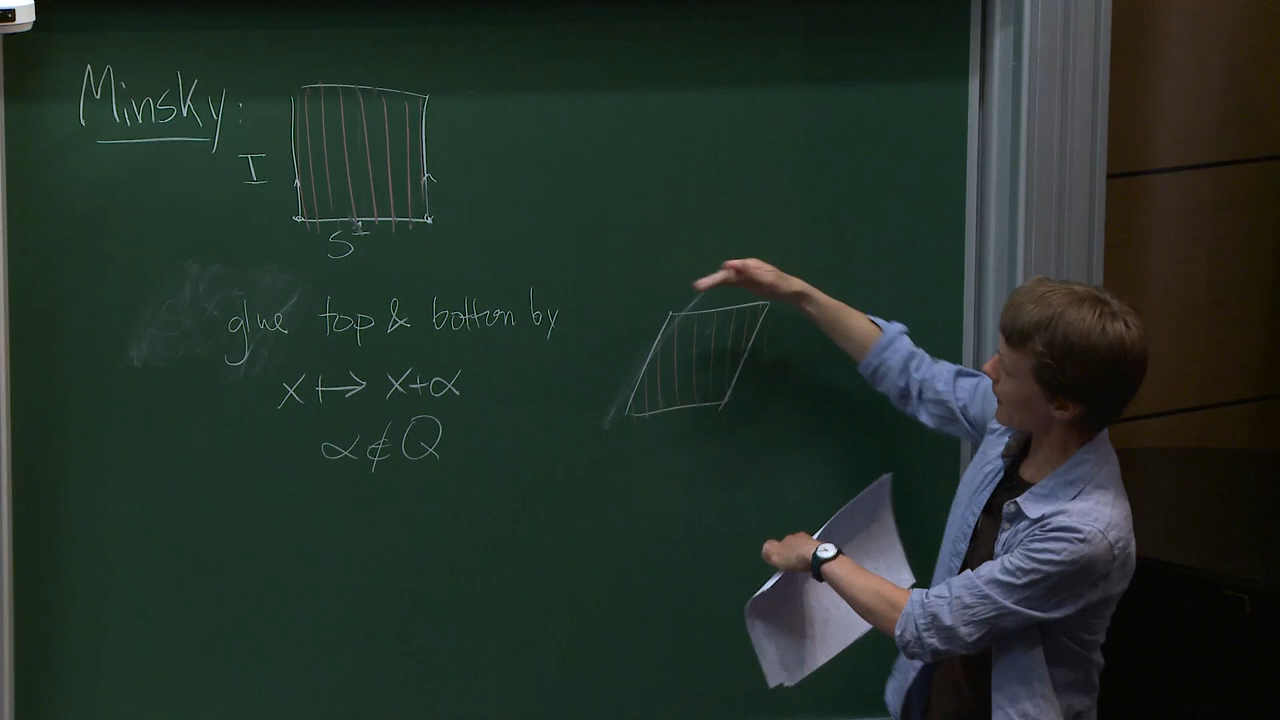 Minsky:
I
S¹
glue top & bottom by
x ↦ x+α
α ∉ Q